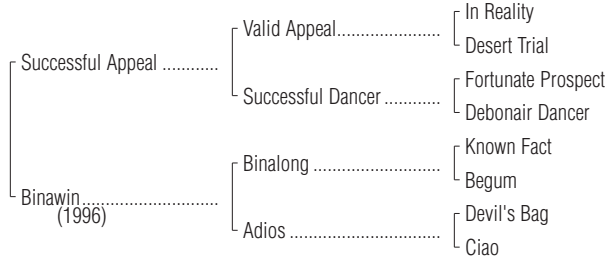 In Reality
Valid Appeal..................
Desert Trial
Successful Appeal ............
Fortunate Prospect
Successful Dancer ............
Debonair Dancer
Known Fact
Binalong ......................
Begum
Binawin............................
(1996)
Devil's Bag
Adios ..........................
Ciao